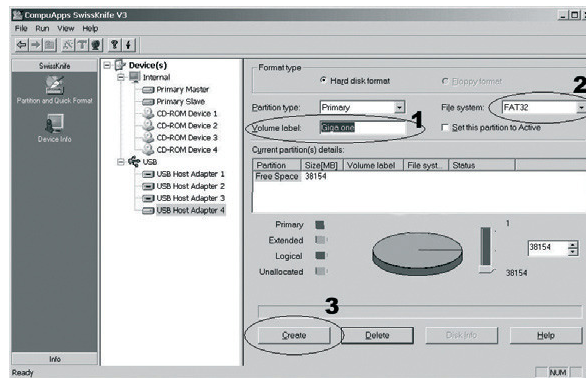 CompuApps SwissKnife V3
File Run View Help
SwissKnife
Partition and Quick Format
Device Info
Info
Device(s)
Internal
Primary Master
Primary Slave
CD-ROM Device 1
CD-ROM Device 2
CD-ROM Device 3
CD-ROM Device 4
USB
USB Host Adapter 1
USB Host Adapter 2
USB Host Adapter 3
USB Host Adapter 4
Format type
Hard disk format Floppy format
2
Partition type: Primary File system: FAT32
1
Volume label: Giga one Set this partition to Active
Current partition(s) details:
Partition Size[MB] Volume label File syst... Status
Free Space 38154
Primary
Extended
Logical
Unallocated
1
38154
38154
3
Create Delete Disk Info Help
Ready NUM